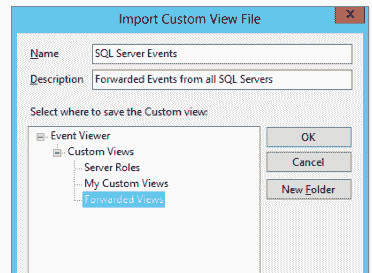 Import Custom View File
x
Name SQL Server Events
Description Forwarded Events from all SQL Servers
Select where to save the Custom view:
Event Viewer
OK
Custom Views
Cancel
Server Roles
My Custom Views
New Folder
Forwarded Views